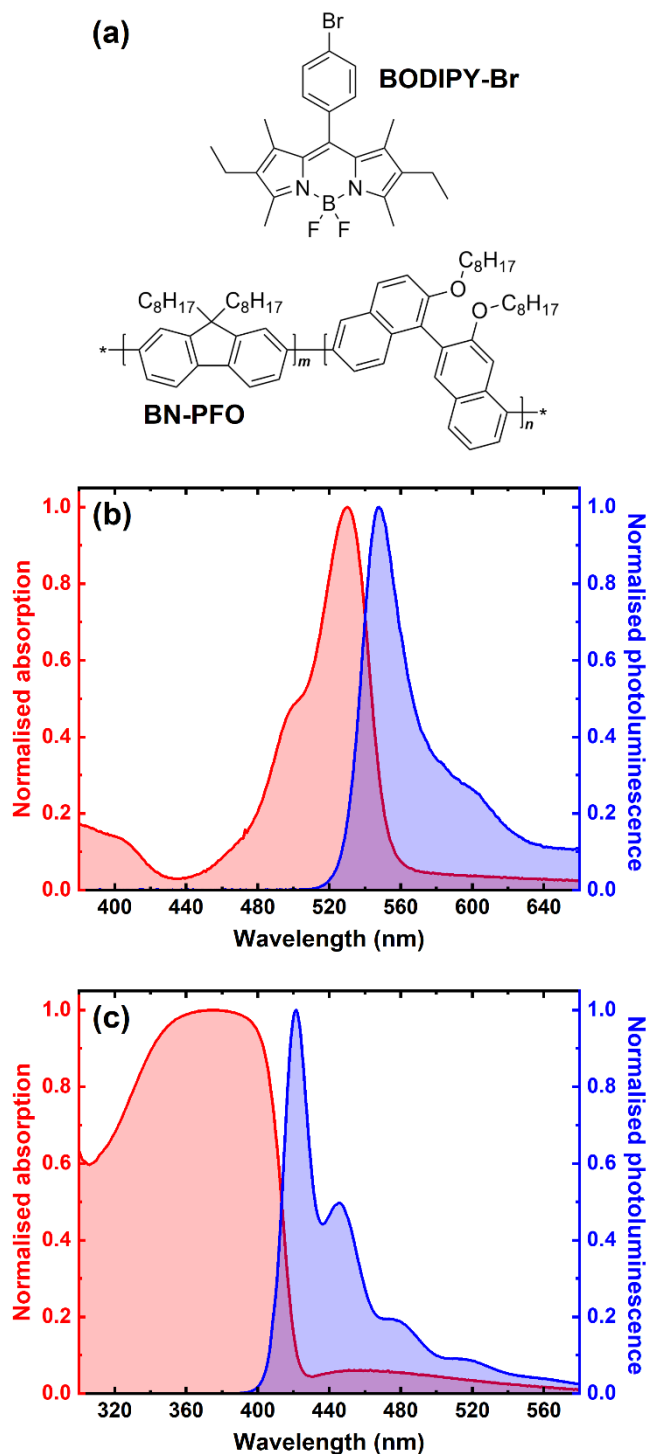 (a)
Br
BODIPY-Br
N
N
B
F
F
C8H17
C8H17
C8H17
O
C8H17
O
*
m
n
*
BN-PFO
(b)
1.0
0.8
0.6
0.4
0.2
0.0
Normalised absorption
1.0
0.8
0.6
0.4
0.2
0.0
Normalised photoluminescence
400 440 480 520 560 600 640
Wavelength (nm)
(c)
1.0
0.8
0.6
0.4
0.2
0.0
Normalised absorption
1.0
0.8
0.6
0.4
0.2
0.0
Normalised photoluminescence
320 360 400 440 480 520 560
Wavelength (nm)